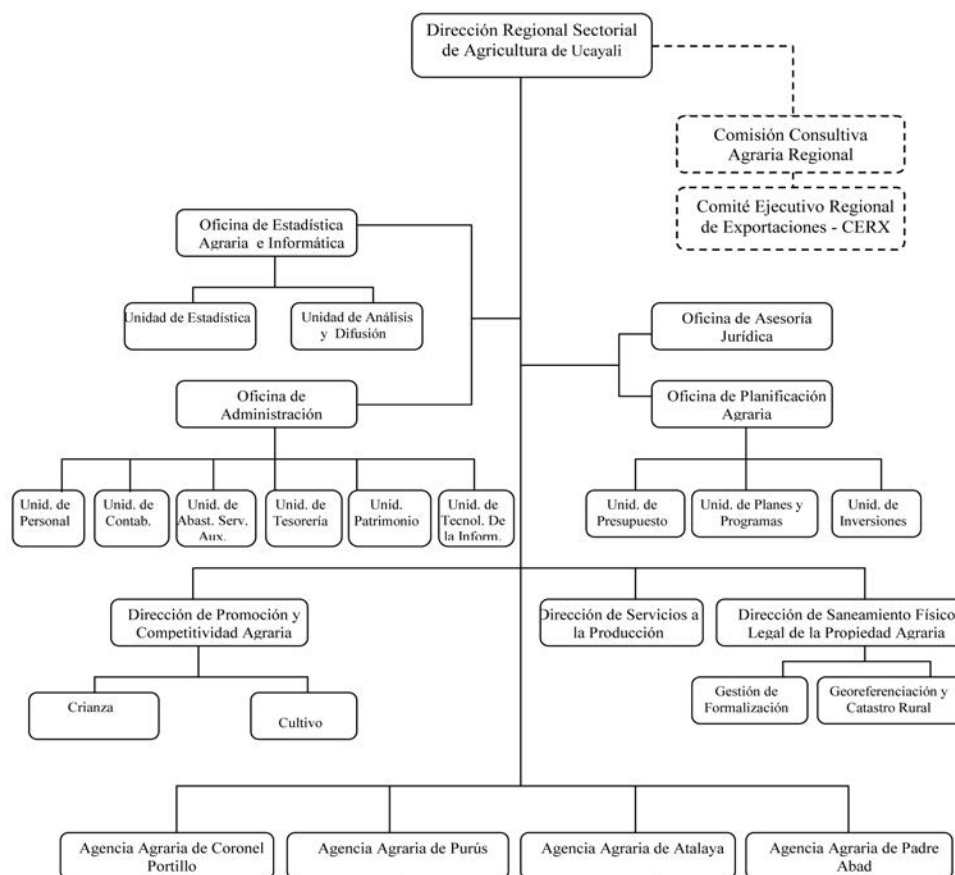 Dirección Regional Sectorial
de Agricultura de Ucayali
Comisión Consultiva
Agraria Regional
Comité Ejecutivo Regional
de Exportaciones - CERX
Oficina de Estadística
Agraria e Informática
Unidad de Estadística
Unidad de Análisis
y Difusión
Oficina de Asesoría
Jurídica
Oficina de
Administración
Oficina de Planificación
Agraria
Unid. de
Personal
Unid. de
Contab.
Unid. de
Abast. Serv.
Aux.
Unid. de
Tesorería
Unid.
Patrimonio
Unid. de
Tecnol. De
la Inform.
Unid. de
Presupuesto
Unid. de Planes y
Programas
Unid. de
Inversiones
Dirección de Promoción y
Competitividad Agraria
Dirección de Servicios a
la Producción
Dirección de Saneamiento Físico
Legal de la Propiedad Agraria
Crianza
Cultivo
Gestión de
Formalización
Georeferenciación y
Catastro Rural
Agencia Agraria de Coronel
Portillo
Agencia Agraria de Purús
Agencia Agraria de Atalaya
Agencia Agraria de Padre
Abad